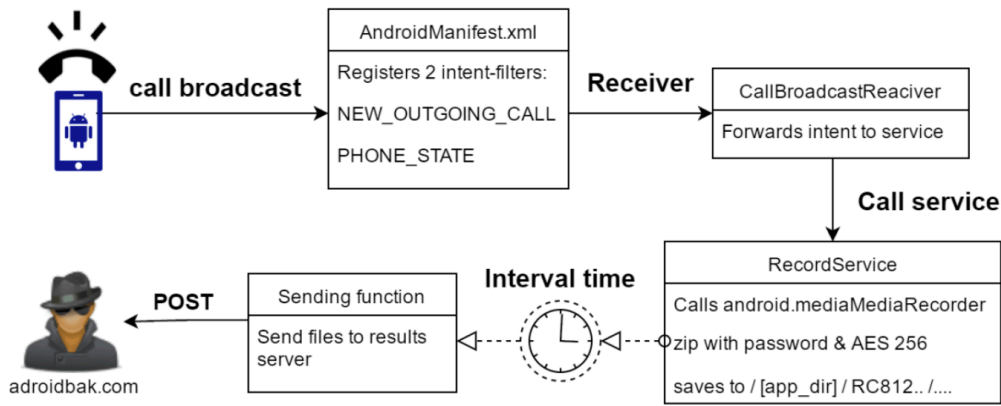 AndroidManifest.xml
Registers 2 intent-filters:
NEW_OUTGOING_CALL
PHONE_STATE
call broadcast
Receiver
CallBroadcastReaciver
Forwards intent to service
Call service
RecordService
Calls android.mediaMediaRecorder
zip with password & AES 256
saves to / [app_dir] / RC812.. /....
Interval time
Sending function
Send files to results
server
POST
adroidbak.com